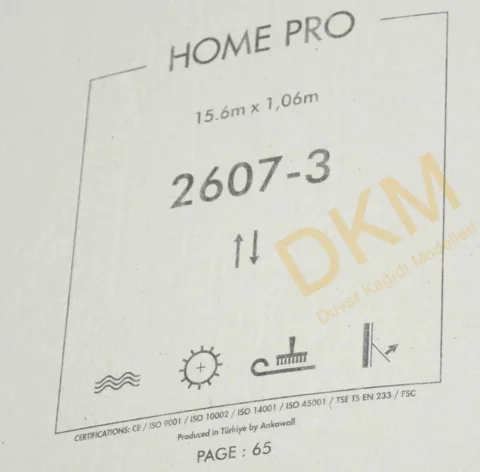 HOME PRO
15.6m x 1,06m
2607-3
DKM
Duvar Kağıdı Modelleri
CERTIFICATIONS: CE / ISO 9001 / ISO 10002 / ISO 14001 / ISO 45001 / TSE TS EN 233 / FSC
Produced in Türkiye by Ankawall
PAGE : 65